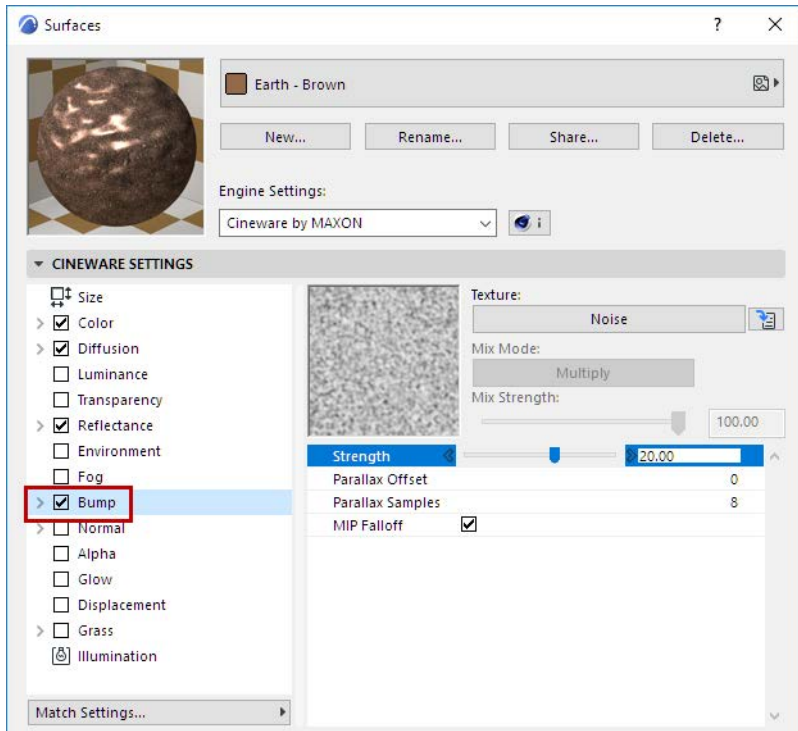 Surfaces
?
Earth - Brown
New... Rename... Share... Delete...
Engine Settings:
Cineware by MAXON
i
CINEWARE SETTINGS
Size
Color
Diffusion
Luminance
Transparency
Reflectance
Environment
Fog
Bump
Normal
Alpha
Glow
Displacement
Grass
Illumination
Match Settings...
Texture:
Noise
Mix Mode:
Multiply
Mix Strength:
100.00
Strength 20.00
Parallax Offset 0
Parallax Samples 8
MIP Falloff